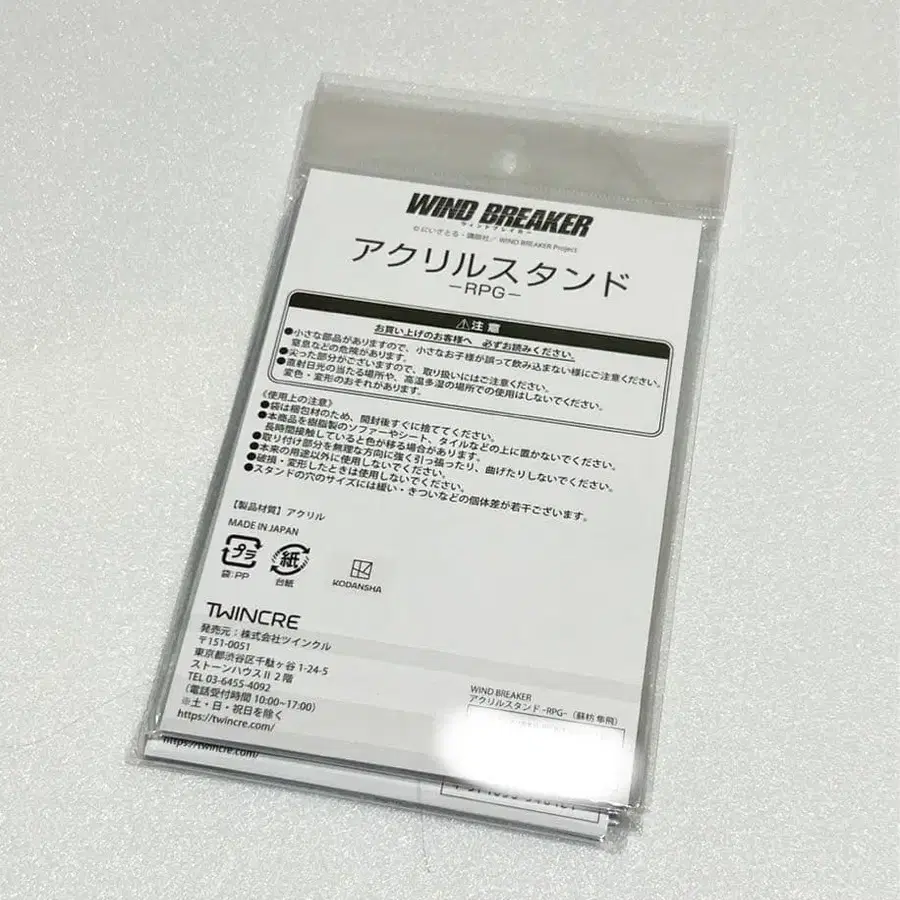 WIND BREAKER
ウィンドブレイカー
©にいさとる・講談社／WIND BREAKER Project
アクリルスタンド
−RPG−
⚠注意
お買い上げのお客様へ 必ずお読みください。
●小さな部品がありますので、小さなお子様が誤って飲み込まない様にご注意ください。
窒息などの危険があります。
●尖った部分がございますので、取り扱いにはご注意ください。
●直射日光の当たる場所や、高温多湿の場所での使用はしないでください。
変色・変形のおそれがあります。
《使用上の注意》
●袋は梱包材のため、開封後すぐに捨ててください。
●本商品を樹脂製のソファーやシート、タイルなどの上に置かないでください。
長時間接触していると色が移る場合があります。
●取り付け部分を無理な方向に強く引っ張ったり、曲げたりしないでください。
●本来の用途以外に使用しないでください。
●破損・変形したときは使用しないでください。
●スタンドの穴のサイズには緩い・きついなどの個体差が若干ございます。
【製品材質】アクリル
MADE IN JAPAN
プラ 紙
袋:PP 台紙
KODANSHA
TWINCRE
発売元：株式会社ツインクル
〒151-0051
東京都渋谷区千駄ヶ谷 1-24-5
ストーンハウスⅡ 2階
TEL 03-6455-4092
（電話受付時間 10:00~17:00）
※土・日・祝日を除く
https://twincre.com/
WIND BREAKER
アクリルスタンド -RPG-（蘇枋 隼飛）
https://twincre.com/